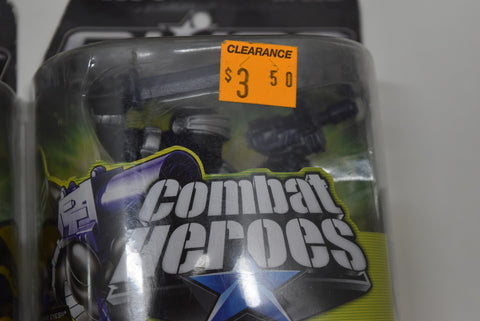 CLEARANCE
$3 50
COMBAT
HEROES